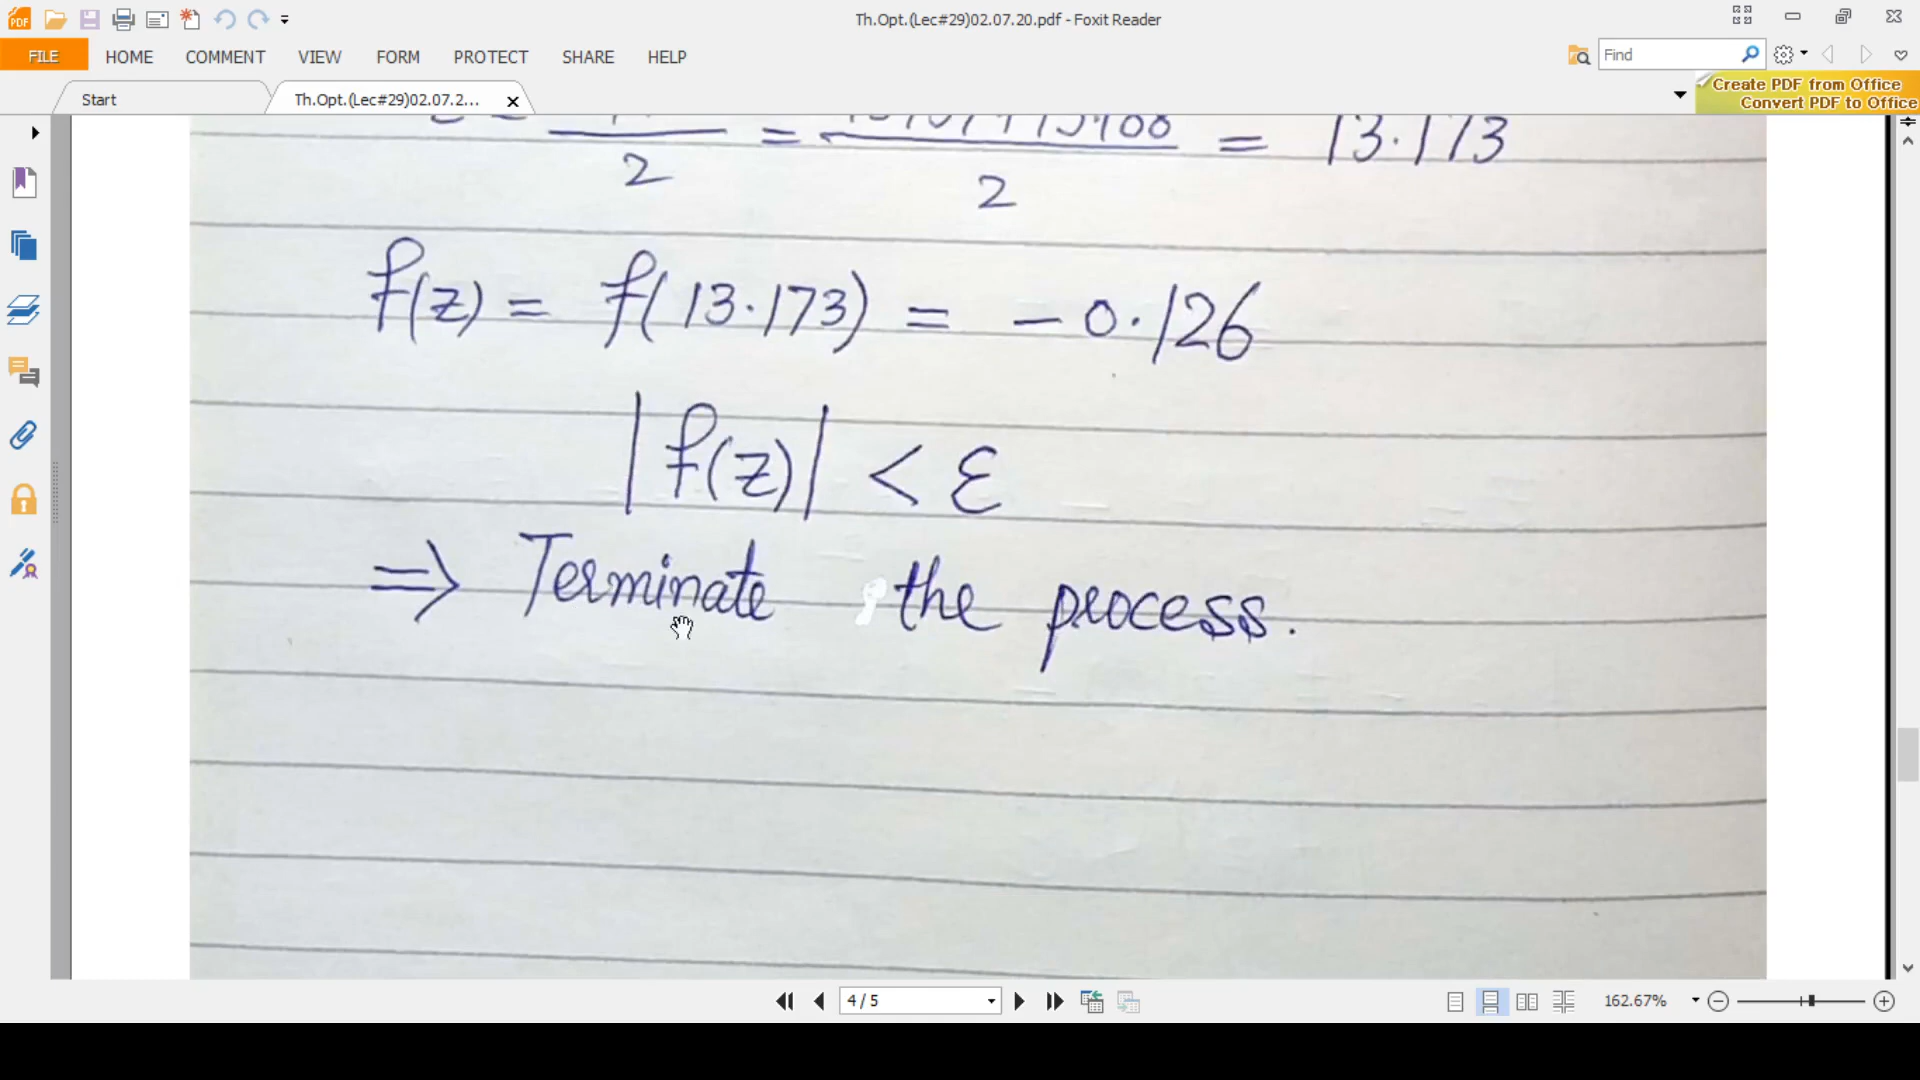 Th.Opt.(Lec#29)02.07.20.pdf - Foxit Reader
FILE HOME COMMENT VIEW FORM PROTECT SHARE HELP
Find
Start Th.Opt.(Lec#29)02.07.2...
Create PDF from Office
Convert PDF to Office
= 13.173
2
2
f(z) = f(13.173) = -0.126
|f(z)| < ε
⇒ Terminate the process.
4 / 5
162.67%